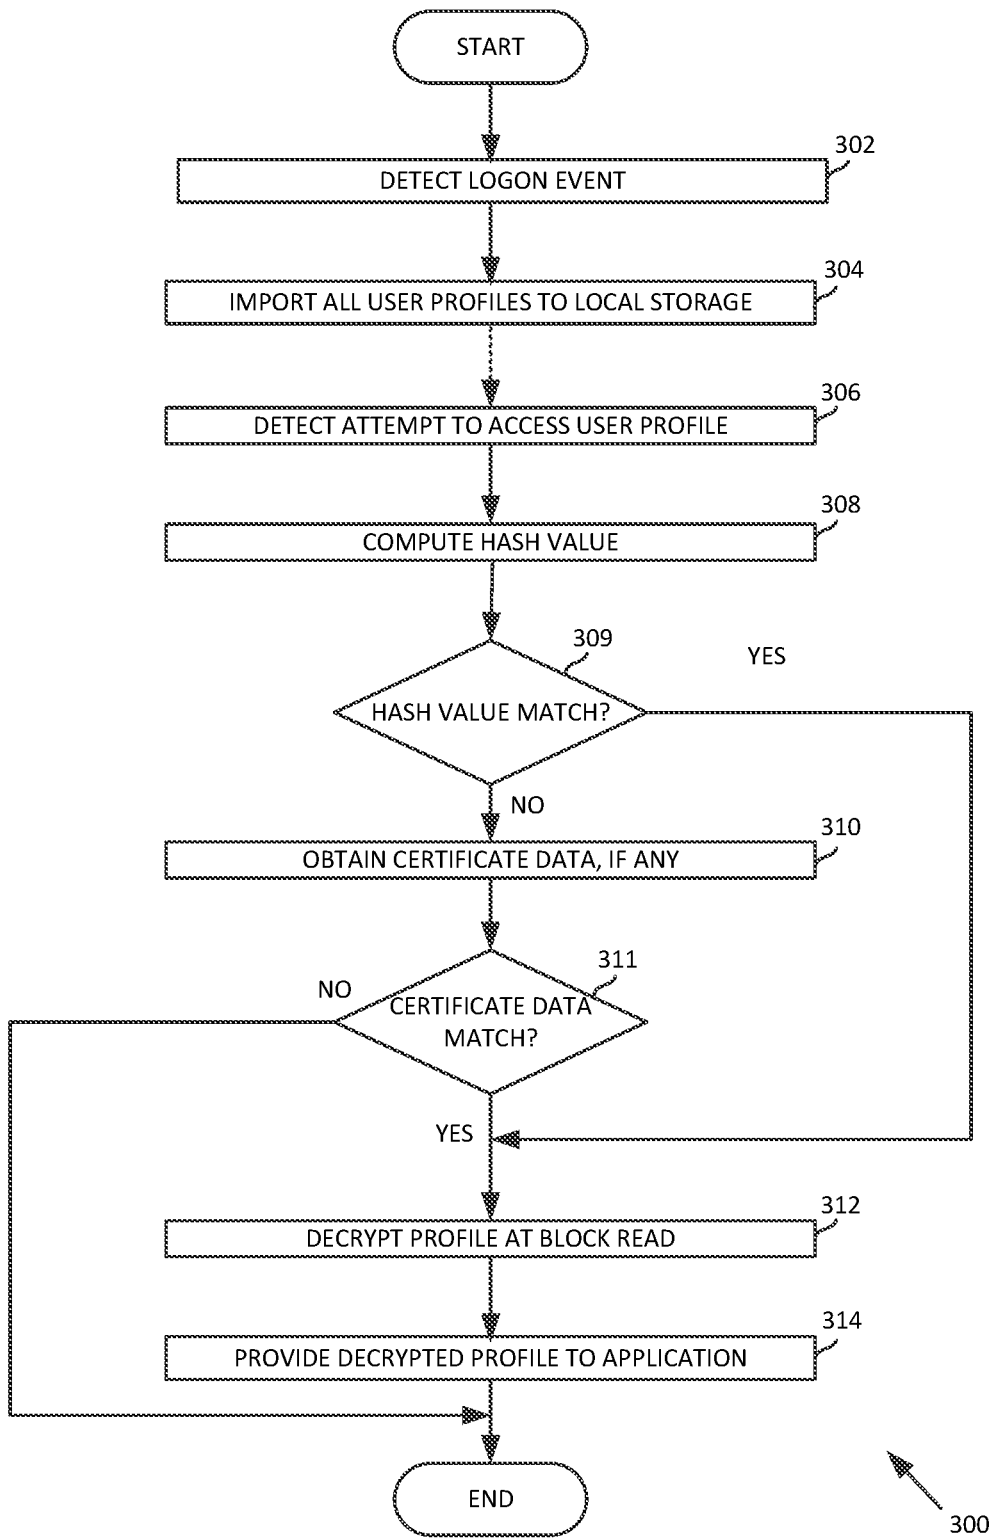 START
302
DETECT LOGON EVENT
304
IMPORT ALL USER PROFILES TO LOCAL STORAGE
306
DETECT ATTEMPT TO ACCESS USER PROFILE
308
COMPUTE HASH VALUE
309
YES
HASH VALUE MATCH?
NO
310
OBTAIN CERTIFICATE DATA, IF ANY
311
NO
CERTIFICATE DATA
MATCH?
YES
312
DECRYPT PROFILE AT BLOCK READ
314
PROVIDE DECRYPTED PROFILE TO APPLICATION
END
300